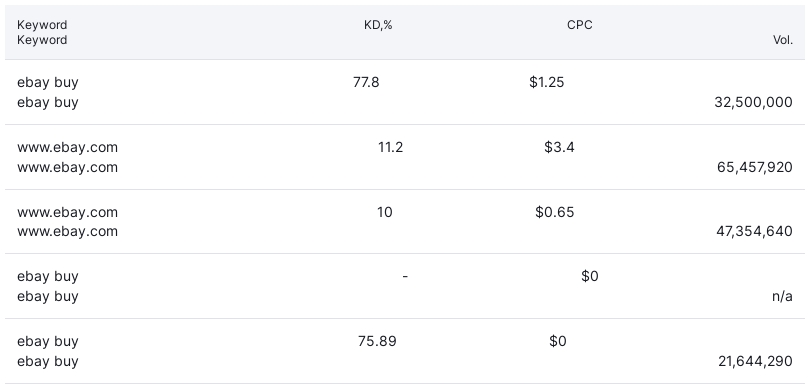 Keyword KD,% CPC
Keyword Vol.
ebay buy 77.8 $1.25
ebay buy 32,500,000
www.ebay.com 11.2 $3.4
www.ebay.com 65,457,920
www.ebay.com 10 $0.65
www.ebay.com 47,354,640
ebay buy - $0
ebay buy n/a
ebay buy 75.89 $0
ebay buy 21,644,290